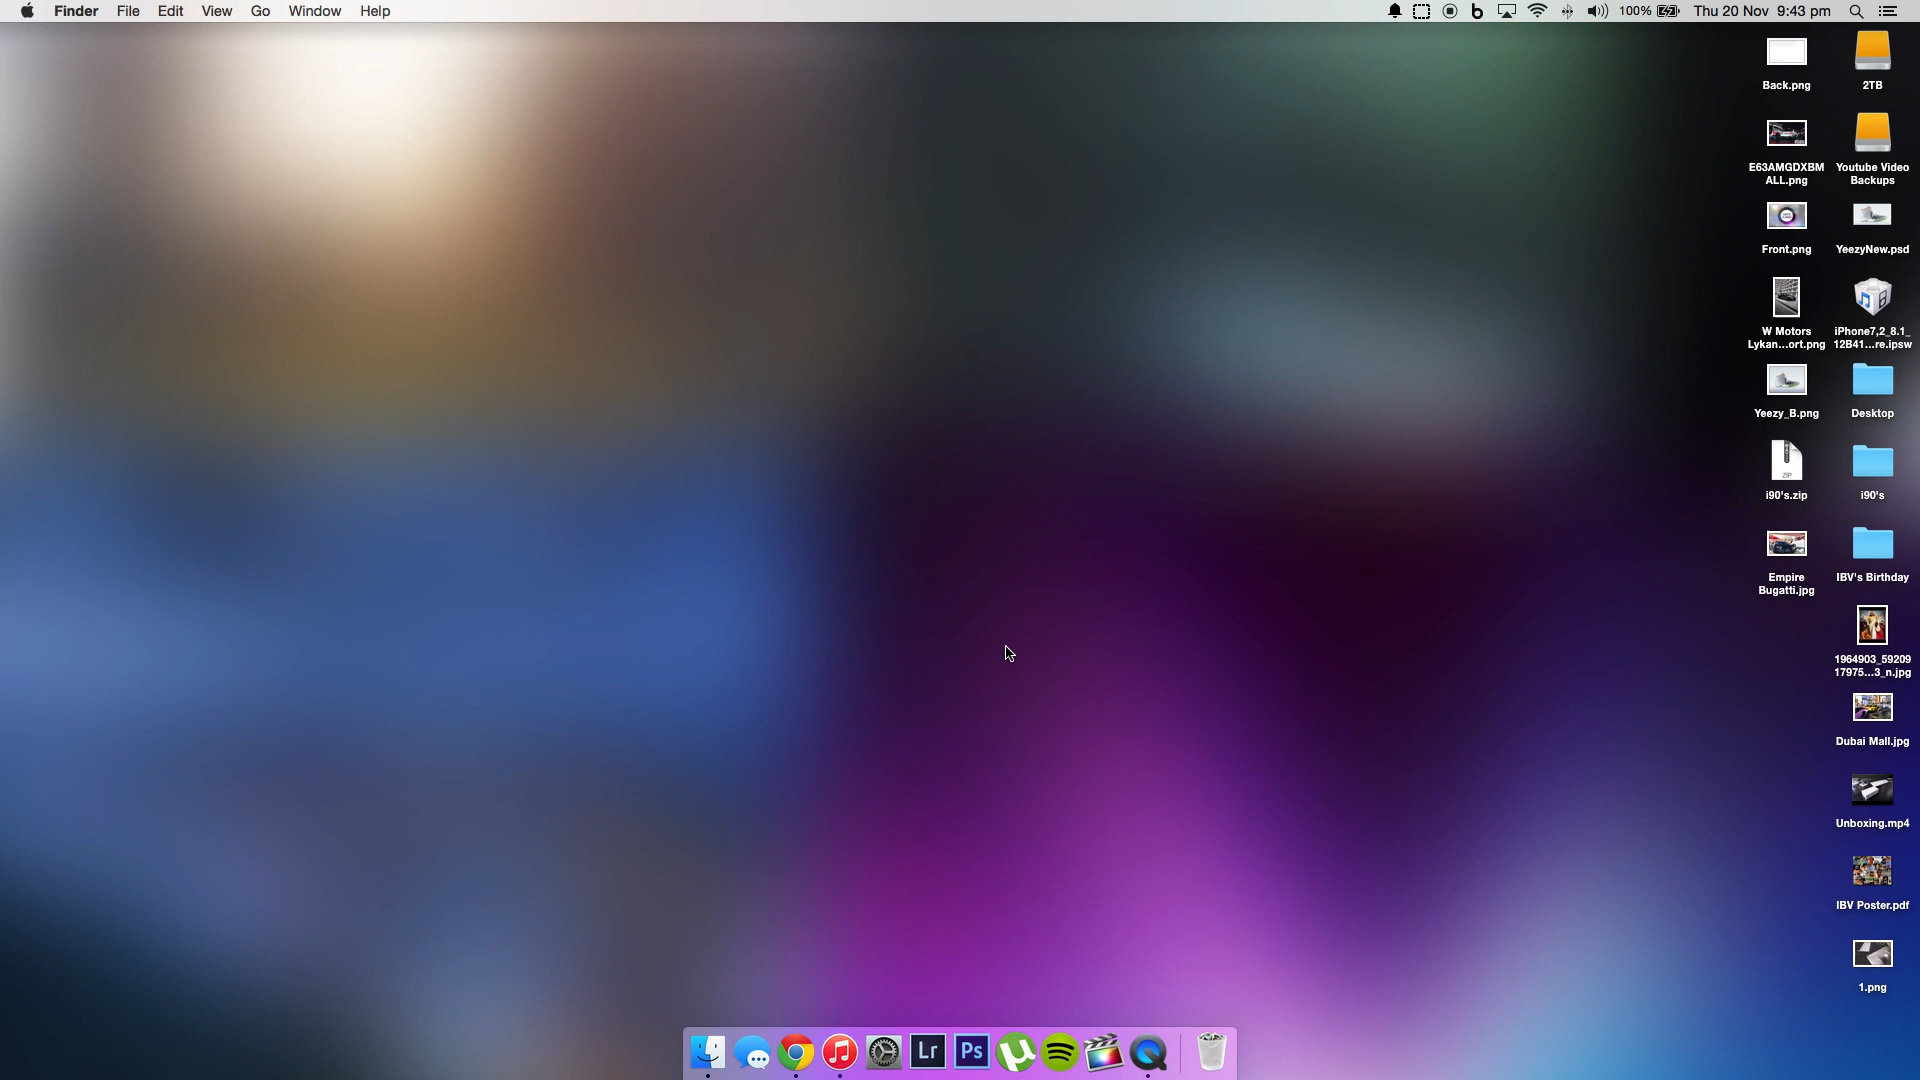 Finder File Edit View Go Window Help
b 100% Thu 20 Nov 9:43 pm
Back.png
2TB
E63AMGDXBM
ALL.png
Youtube Video
Backups
Front.png
YeezyNew.psd
W Motors
Lykan...ort.png
iPhone7,2_8.1_
12B41...re.ipsw
Yeezy_B.png
Desktop
ZIP
i90's.zip
i90's
Empire
Bugatti.jpg
IBV's Birthday
1964903_59209
17975...3_n.jpg
Dubai Mall.jpg
Unboxing.mp4
IBV Poster.pdf
1.png
Lr Ps